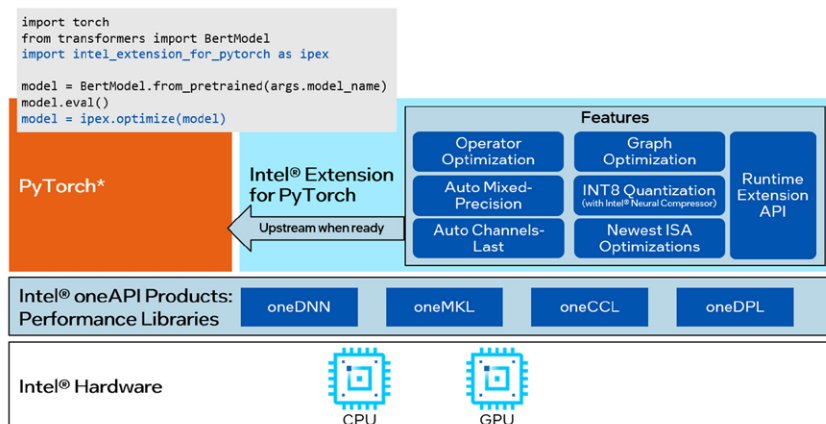 import torch
from transformers import BertModel
import intel_extension_for_pytorch as ipex
model = BertModel.from_pretrained(args.model_name)
model.eval()
model = ipex.optimize(model)
PyTorch*
Intel® Extension
for PyTorch
Upstream when ready
Features
Operator
Optimization
Graph
Optimization
Auto Mixed-
Precision
INT8 Quantization
(with Intel® Neural Compressor)
Auto Channels-
Last
Newest ISA
Optimizations
Runtime
Extension
API
Intel® oneAPI Products:
Performance Libraries
oneDNN
oneMKL
oneCCL
oneDPL
Intel® Hardware
CPU
GPU